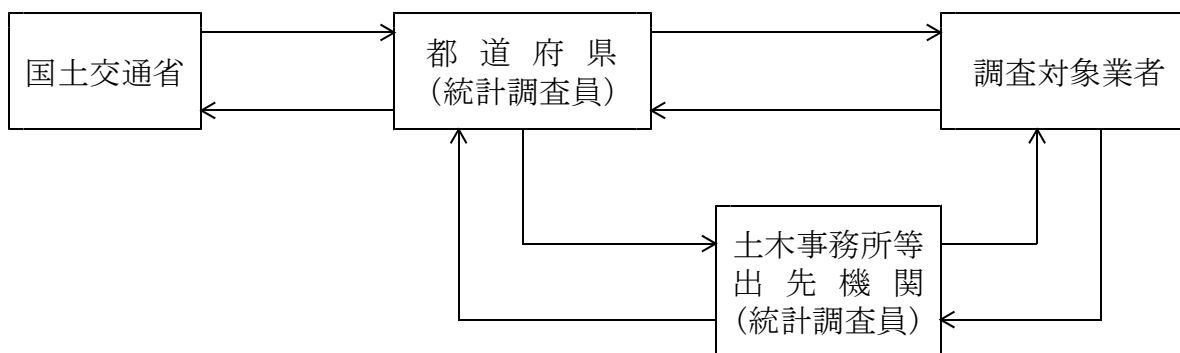 国土交通省
都道府県
(統計調査員)
調査対象業者
土木事務所等
出先機関
(統計調査員)